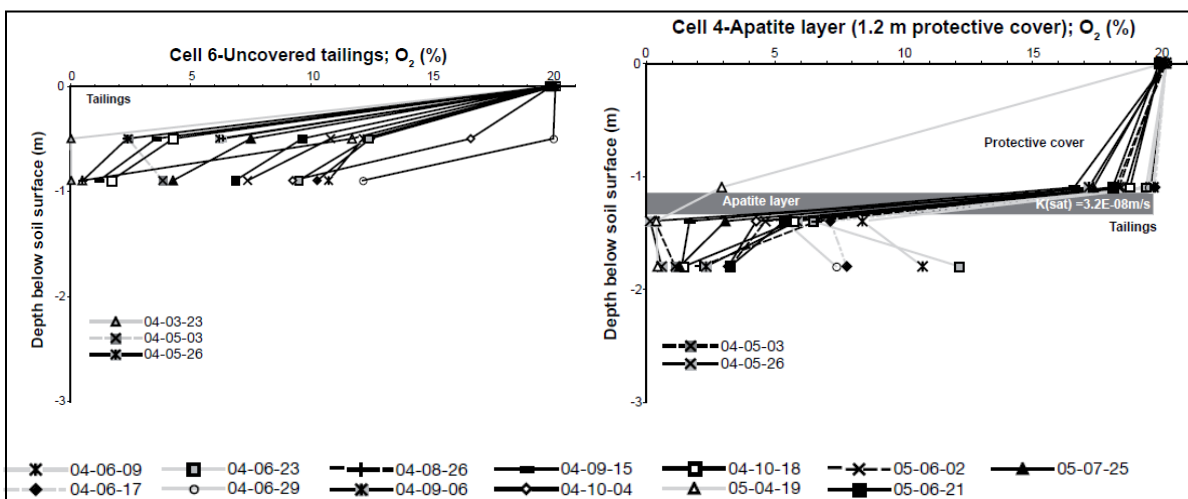 Cell 6-Uncovered tailings; O2 (%)
0 5 10 15 20
0
Tailings
-1
-2
-3
Depth below soil surface (m)
04-03-23
04-05-03
04-05-26
Cell 4-Apatite layer (1.2 m protective cover); O2 (%)
0 5 10 15 20
0
Protective cover
-1
Apatite layer
K(sat) =3.2E-08m/s
Tailings
-2
-3
Depth below soil surface (m)
04-05-03
04-05-26
04-06-09 04-06-23 04-08-26 04-09-15 04-10-18 05-06-02 05-07-25
04-06-17 04-06-29 04-09-06 04-10-04 05-04-19 05-06-21